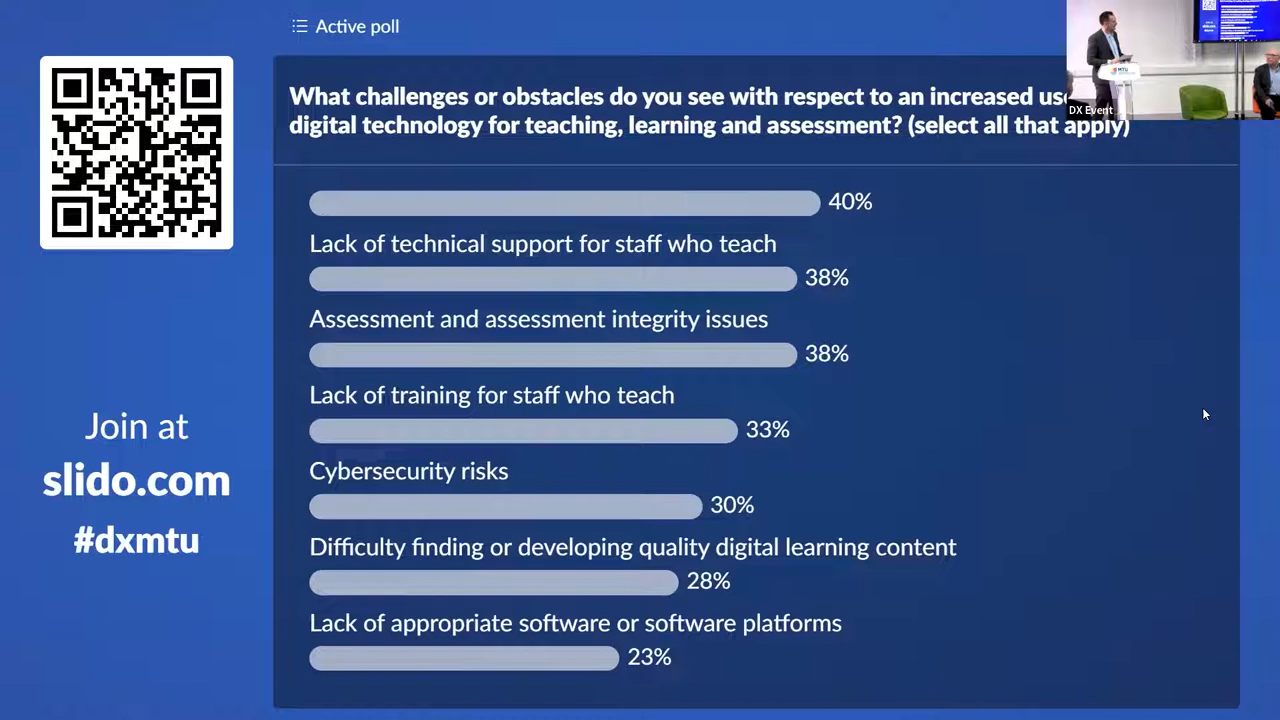 Active poll
What challenges or obstacles do you see with respect to an increased use
digital technology for teaching, learning and assessment? (select all that apply)
DX Event
MTU
40%
Lack of technical support for staff who teach
38%
Assessment and assessment integrity issues
38%
Lack of training for staff who teach
33%
Cybersecurity risks
30%
Difficulty finding or developing quality digital learning content
28%
Lack of appropriate software or software platforms
23%
Join at
slido.com
#dxmtu